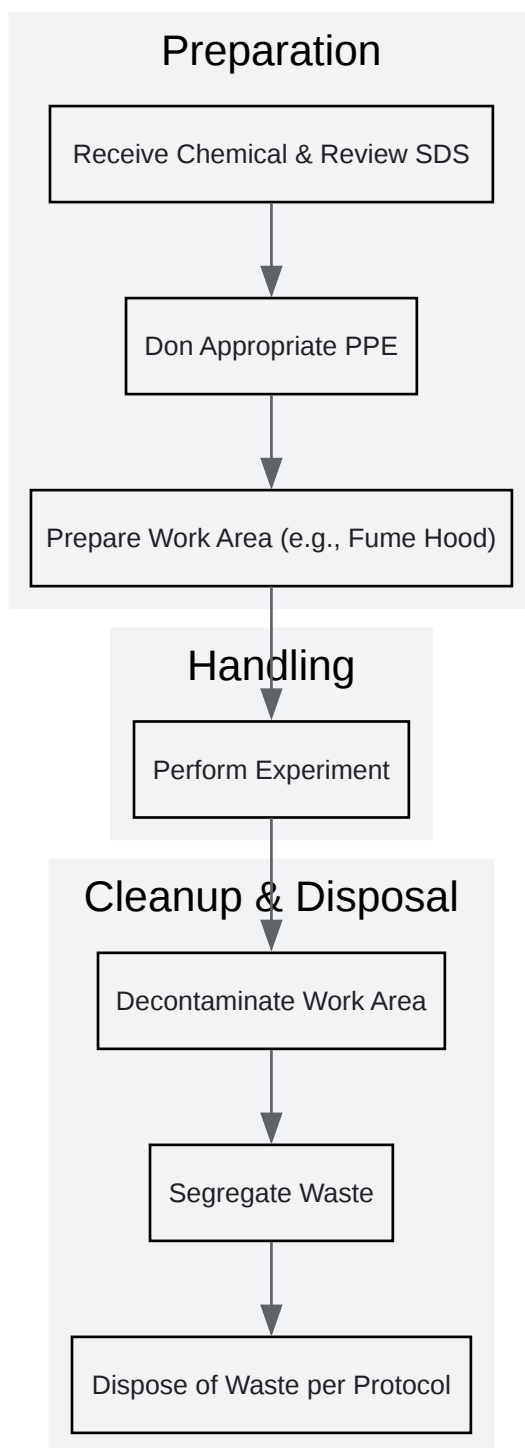 Preparation
Receive Chemical & Review SDS
Don Appropriate PPE
Prepare Work Area (e.g., Fume Hood)
Handling
Perform Experiment
Cleanup & Disposal
Decontaminate Work Area
Segregate Waste
Dispose of Waste per Protocol